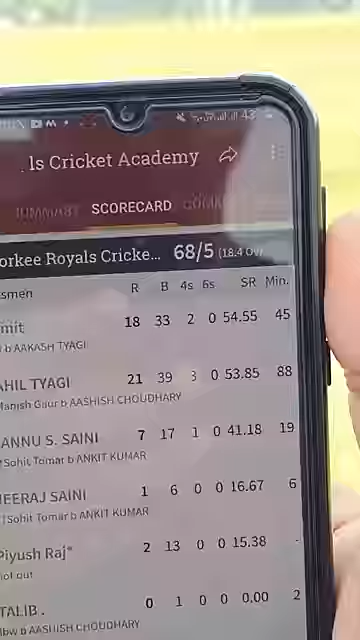 ls Cricket Academy
SUMMARY SCORECARD
orkee Royals Cricke... 68/5 (18.4 Ov)
smen R B 4s 6s SR Min.
mit 18 33 2 0 54.55 45
b AAKASH TYAGI
AHIL TYAGI 21 39 3 0 53.85 88
Manish Gaur b AASHISH CHOUDHARY
ANNU S. SAINI 7 17 1 0 41.18 19
†Sohit Tomar b ANKIT KUMAR
EERAJ SAINI 1 6 0 0 16.67 6
†Sohit Tomar b ANKIT KUMAR
Piyush Raj* 2 13 0 0 15.38 -
not out
TALIB . 0 1 0 0 0.00 2
lbw b AASHISH CHOUDHARY